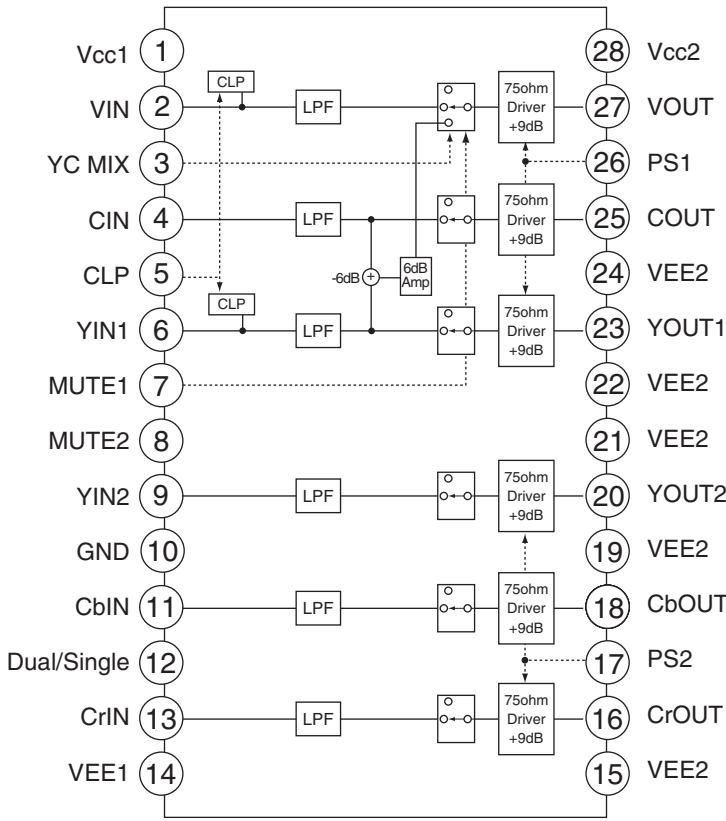 Vcc1 1 28 Vcc2
CLP
VIN 2 LPF 75ohm Driver +9dB 27 VOUT
YC MIX 3 26 PS1
CIN 4 LPF 75ohm Driver +9dB 25 COUT
CLP 5 -6dB + 6dB Amp 24 VEE2
CLP
YIN1 6 LPF 75ohm Driver +9dB 23 YOUT1
MUTE1 7 22 VEE2
MUTE2 8 21 VEE2
YIN2 9 LPF 75ohm Driver +9dB 20 YOUT2
GND 10 19 VEE2
CbIN 11 LPF 75ohm Driver +9dB 18 CbOUT
Dual/Single 12 17 PS2
CrIN 13 LPF 75ohm Driver +9dB 16 CrOUT
VEE1 14 15 VEE2